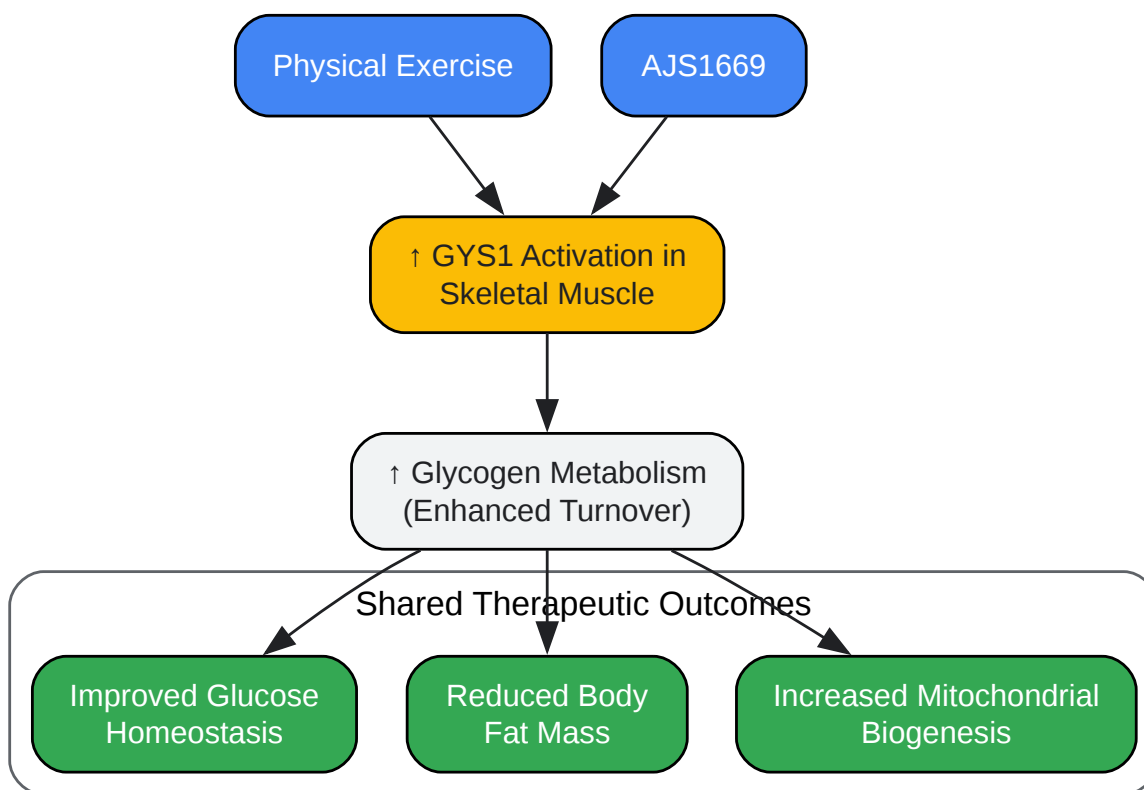 Physical Exercise
AJS1669
↑ GYS1 Activation in
Skeletal Muscle
↑ Glycogen Metabolism
(Enhanced Turnover)
Shared Therapeutic Outcomes
Improved Glucose
Homeostasis
Reduced Body
Fat Mass
Increased Mitochondrial
Biogenesis